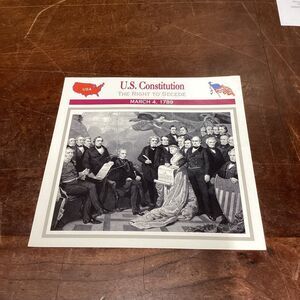 USA
U.S. Constitution
THE RIGHT TO SECEDE
MARCH 4, 1789